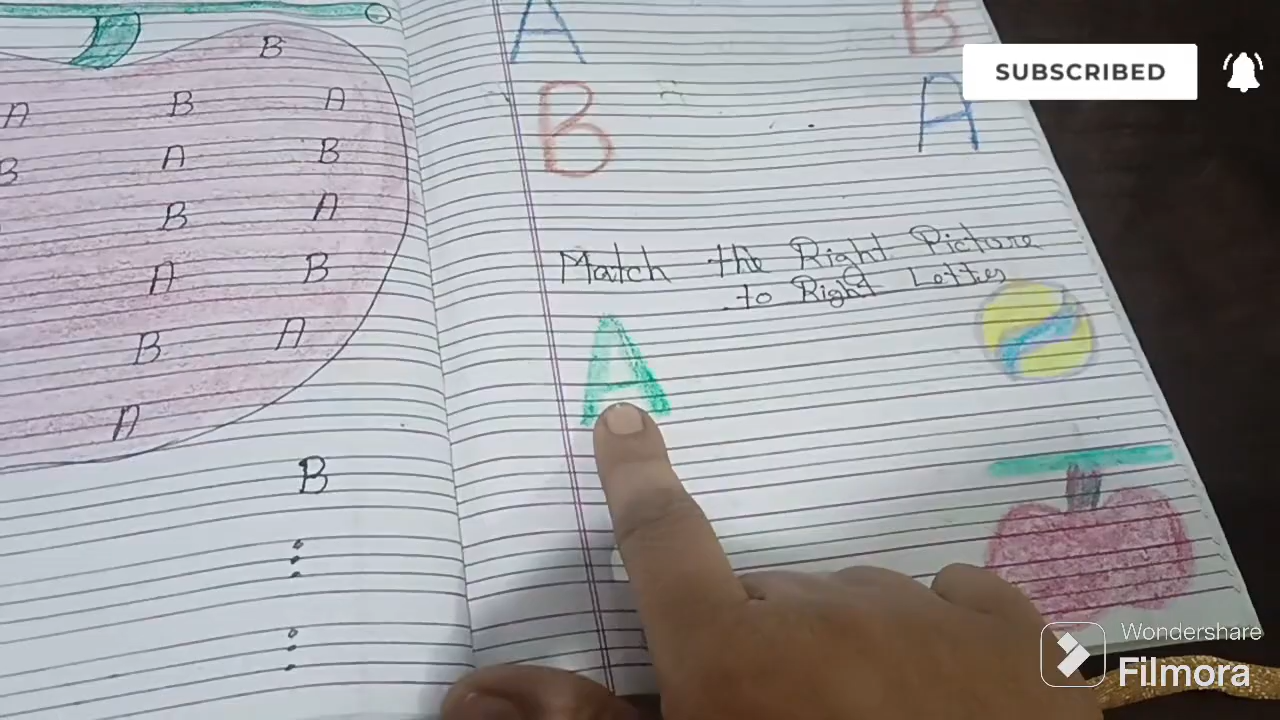 B
A B A
B A B
B A
A B
B A
A
B
A B
B A
Match the Right Picture
to Right Letter
A
SUBSCRIBED
Wondershare
Filmora